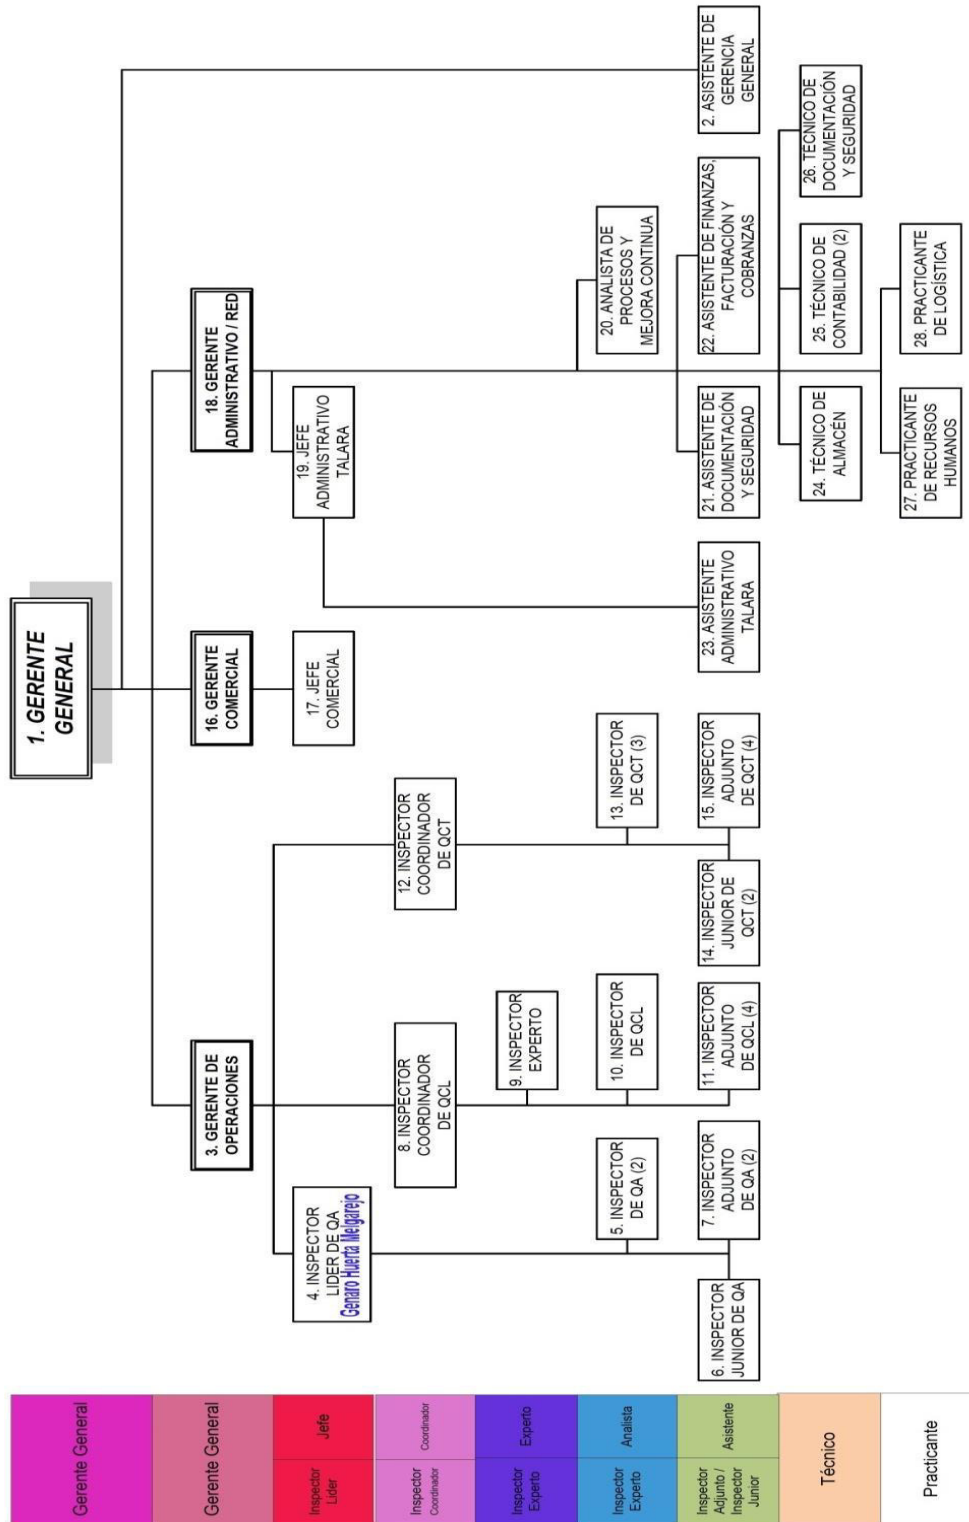 1. GERENTE
GENERAL
2. ASISTENTE DE
GERENCIA
GENERAL
3. GERENTE DE
OPERACIONES
16. GERENTE
COMERCIAL
18. GERENTE
ADMINISTRATIVO / RED
4. INSPECTOR
LIDER DE QA
Genaro Huerta Melgarejo
17. JEFE
COMERCIAL
19. JEFE
ADMINISTRATIVO
TALARA
8. INSPECTOR
COORDINADOR
DE QCL
12. INSPECTOR
COORDINADOR
DE QCT
9. INSPECTOR
EXPERTO
5. INSPECTOR
DE QA (2)
10. INSPECTOR
DE QCL
13. INSPECTOR
DE QCT (3)
20. ANALISTA DE
PROCESOS Y
MEJORA CONTINUA
6. INSPECTOR
JUNIOR DE QA
7. INSPECTOR
ADJUNTO
DE QA (2)
11. INSPECTOR
ADJUNTO
DE QCL (4)
14. INSPECTOR
JUNIOR DE
QCT (2)
15. INSPECTOR
ADJUNTO
DE QCT (4)
23. ASISTENTE
ADMINISTRATIVO
TALARA
21. ASISTENTE DE
DOCUMENTACIÓN
Y SEGURIDAD
22. ASISTENTE DE FINANZAS,
FACTURACIÓN Y
COBRANZAS
24. TÉCNICO DE
ALMACÉN
25. TÉCNICO DE
CONTABILIDAD (2)
26. TÉCNICO DE
DOCUMENTACIÓN
Y SEGURIDAD
27. PRACTICANTE
DE RECURSOS
HUMANOS
28. PRACTICANTE
DE LOGÍSTICA
Gerente General
Gerente General
Inspector
Lider
Jefe
Inspector
Coordinador
Coordinador
Inspector
Experto
Experto
Inspector
Experto
Analista
Inspector
Adjunto /
Inspector
Junior
Asistente
Técnico
Practicante